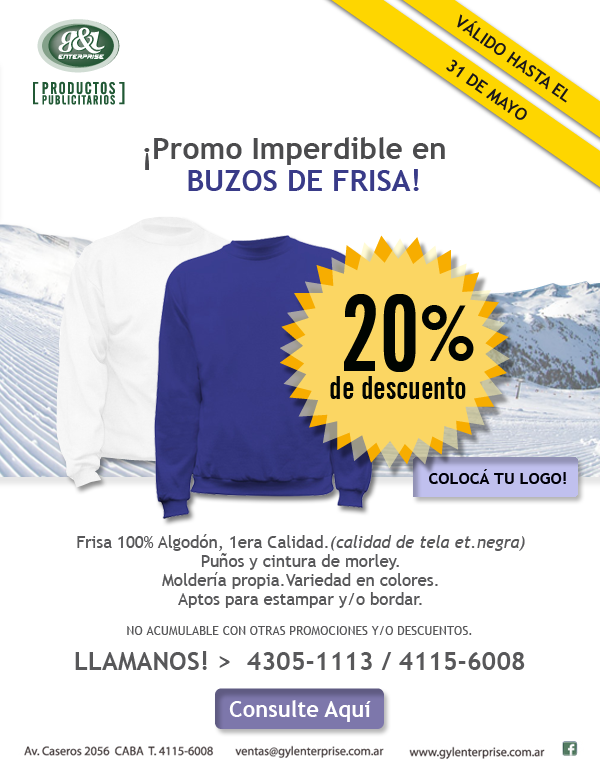 g&l
ENTERPRISE
[PRODUCTOS
PUBLICITARIOS]
VÁLIDO HASTA EL
31 DE MAYO
¡Promo Imperdible en
BUZOS DE FRISA!
20%
de descuento
COLOCÁ TU LOGO!
Frisa 100% Algodón, 1era Calidad.(calidad de tela et.negra)
Puños y cintura de morley.
Moldería propia.Variedad en colores.
Aptos para estampar y/o bordar.
NO ACUMULABLE CON OTRAS PROMOCIONES Y/O DESCUENTOS.
LLAMANOS! > 4305-1113 / 4115-6008
Consulte Aquí
Av. Caseros 2056 CABA T. 4115-6008 ventas@gylenterprise.com.ar www.gylenterprise.com.ar f